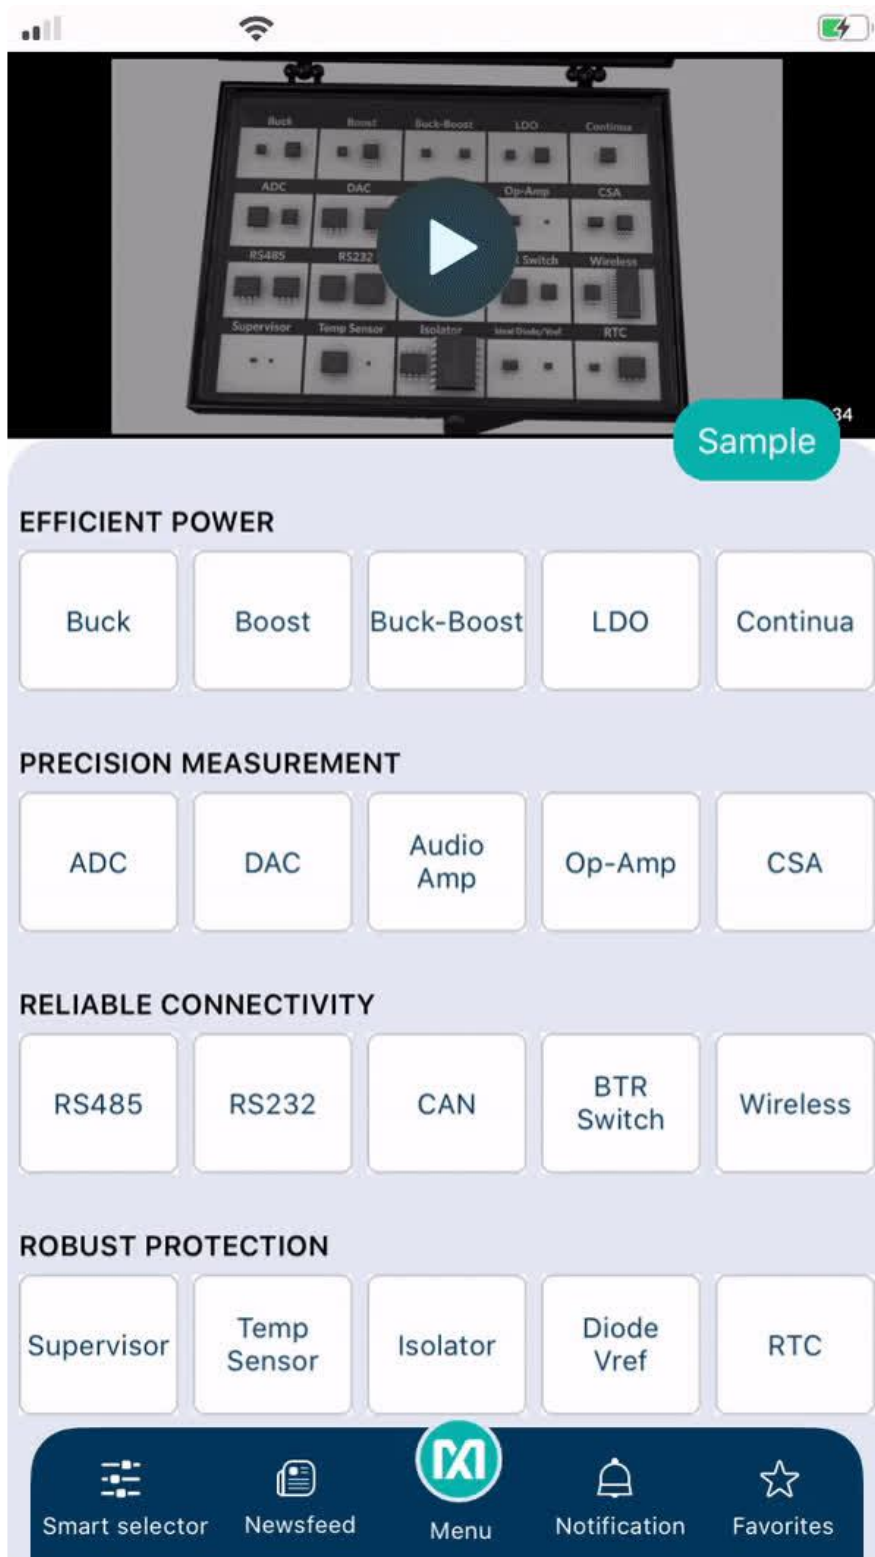 Buck Boost Buck-Boost LDO Continua
ADC DAC Op-Amp CSA
RS485 RS232 Switch Wireless
Supervisor Temp Sensor Isolator Ideal Diode/Vref RTC
34
Sample
EFFICIENT POWER
Buck Boost Buck-Boost LDO Continua
PRECISION MEASUREMENT
ADC DAC Audio Amp Op-Amp CSA
RELIABLE CONNECTIVITY
RS485 RS232 CAN BTR Switch Wireless
ROBUST PROTECTION
Supervisor Temp Sensor Isolator Diode Vref RTC
Smart selector Newsfeed Menu Notification Favorites